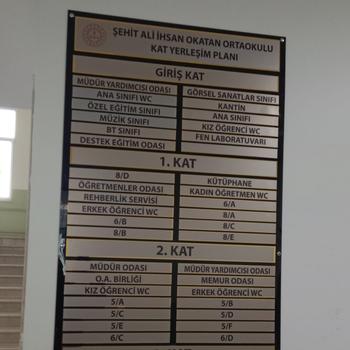 ŞEHİT ALİ İHSAN OKATAN ORTAOKULU
KAT YERLEŞİM PLANI
GİRİŞ KAT
MÜDÜR YARDIMCISI ODASI
ANA SINIFI WC
ÖZEL EĞİTİM SINIFI
MÜZİK SINIFI
BT SINIFI
DESTEK EĞİTİM ODASI
GÖRSEL SANATLAR SINIFI
KANTİN
ANA SINIFI
KIZ ÖĞRENCİ WC
FEN LABORATUVARI
1. KAT
8/D
ÖĞRETMENLER ODASI
REHBERLİK SERVİSİ
ERKEK ÖĞRENCİ WC
6/B
8/B
KÜTÜPHANE
KADIN ÖĞRETMEN WC
6/A
8/A
8/C
8/E
2. KAT
MÜDÜR ODASI
O.A. BİRLİĞİ
KIZ ÖĞRENCİ WC
5/A
5/C
5/E
6/C
MÜDÜR YARDIMCISI ODASI
MEMUR ODASI
ERKEK ÖĞRENCİ WC
5/B
5/D
5/F
6/D